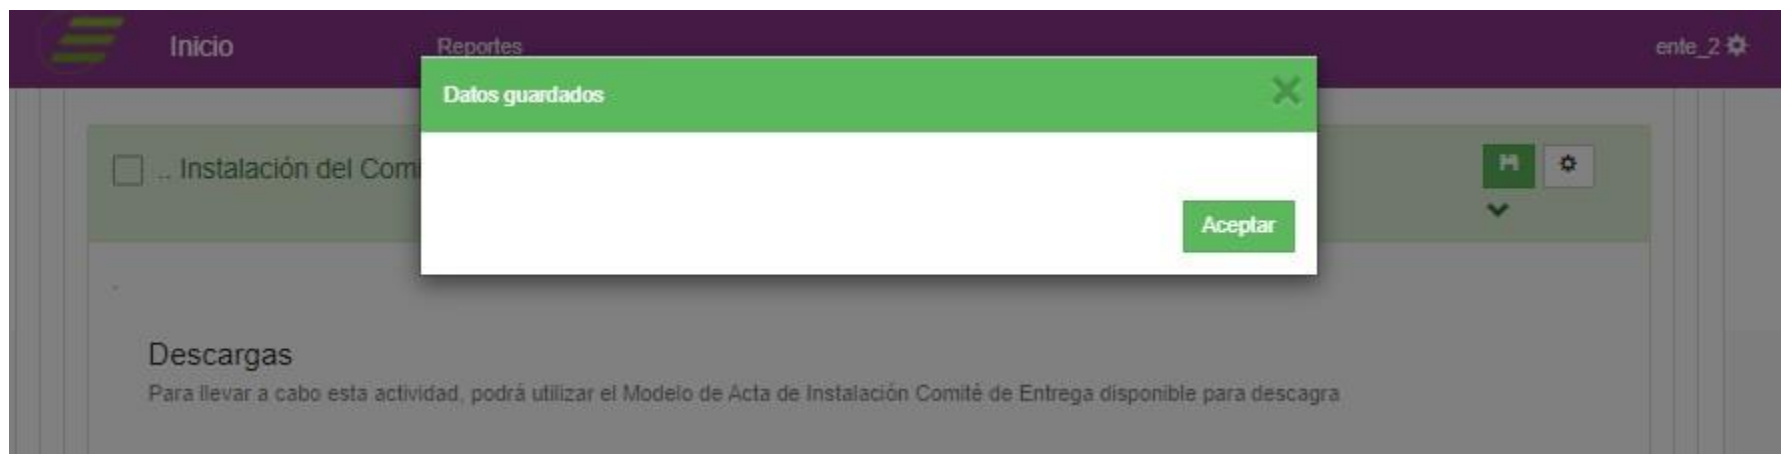 Inicio
Reportes
ente_2
Datos guardados
.. Instalación del Com
Aceptar
Descargas
Para llevar a cabo esta actividad, podrá utilizar el Modelo de Acta de Instalación Comité de Entrega disponible para descagra